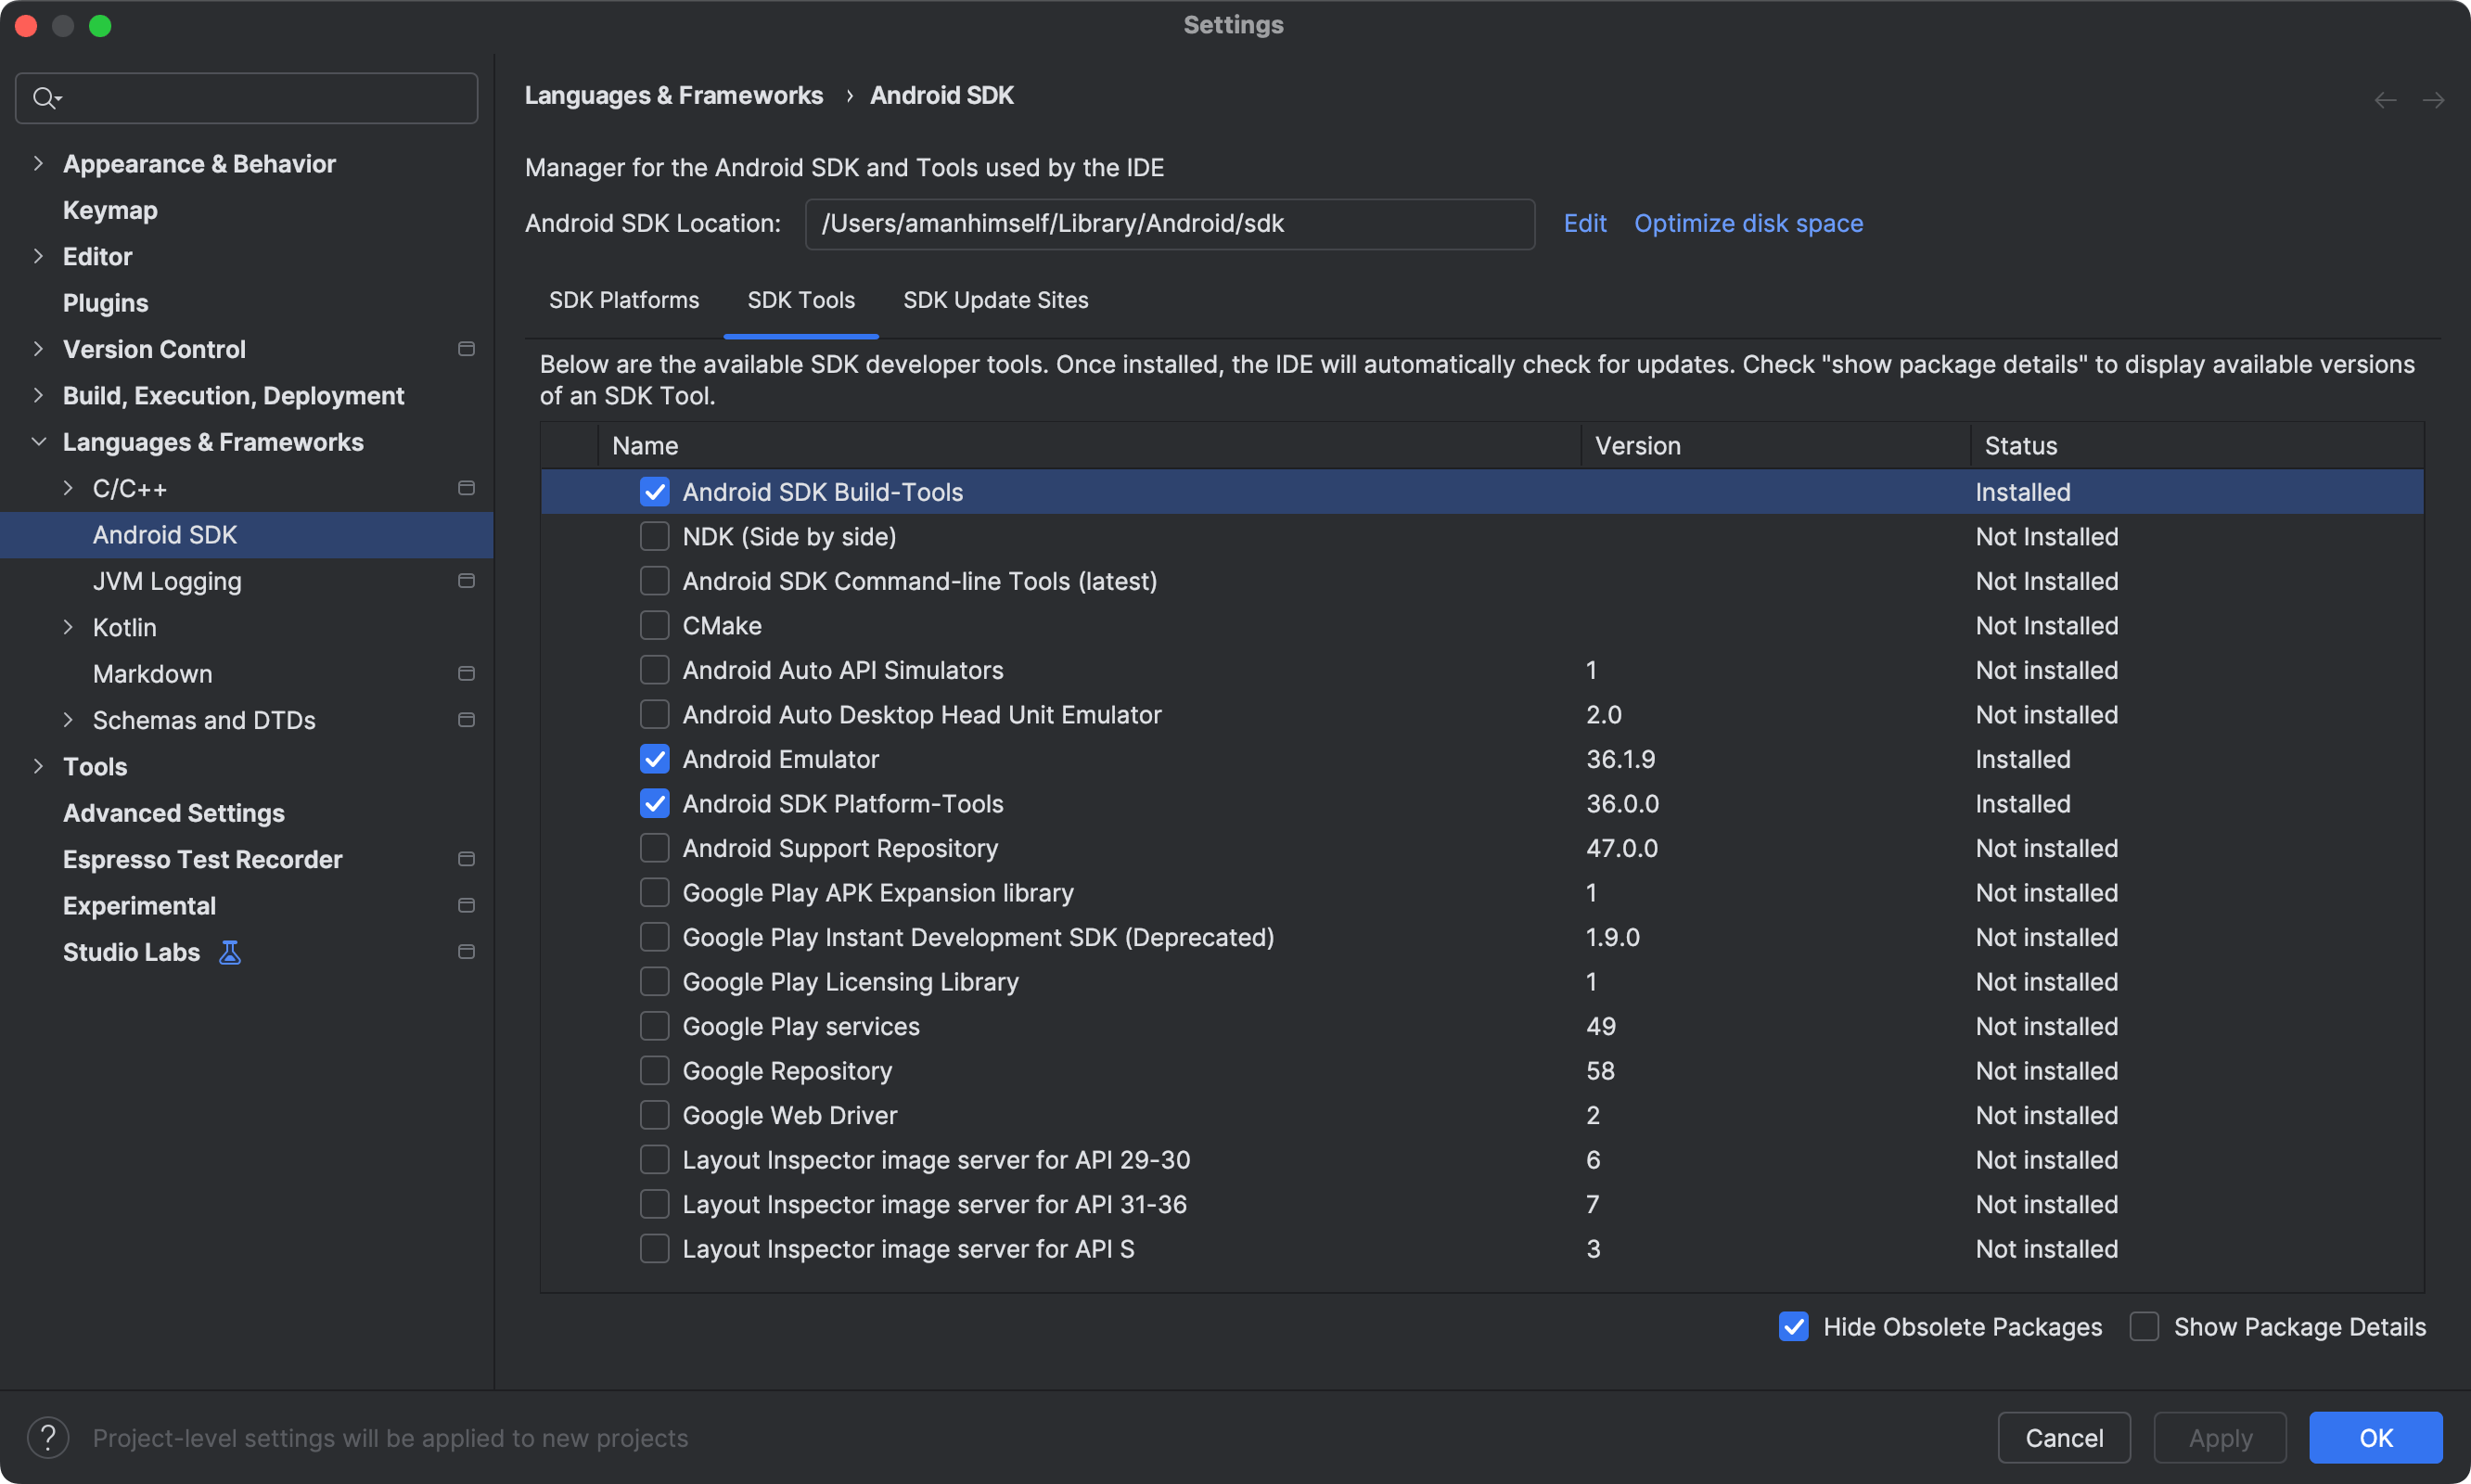 Settings
Languages & Frameworks › Android SDK
Appearance & Behavior
Keymap
Editor
Plugins
Version Control
Build, Execution, Deployment
Languages & Frameworks
C/C++
Android SDK
JVM Logging
Kotlin
Markdown
Schemas and DTDs
Tools
Advanced Settings
Espresso Test Recorder
Experimental
Studio Labs
Manager for the Android SDK and Tools used by the IDE
Android SDK Location: /Users/amanhimself/Library/Android/sdk Edit Optimize disk space
SDK Platforms SDK Tools SDK Update Sites
Below are the available SDK developer tools. Once installed, the IDE will automatically check for updates. Check "show package details" to display available versions
of an SDK Tool.
Name Version Status
Android SDK Build-Tools Installed
NDK (Side by side) Not Installed
Android SDK Command-line Tools (latest) Not Installed
CMake Not Installed
Android Auto API Simulators 1 Not installed
Android Auto Desktop Head Unit Emulator 2.0 Not installed
Android Emulator 36.1.9 Installed
Android SDK Platform-Tools 36.0.0 Installed
Android Support Repository 47.0.0 Not installed
Google Play APK Expansion library 1 Not installed
Google Play Instant Development SDK (Deprecated) 1.9.0 Not installed
Google Play Licensing Library 1 Not installed
Google Play services 49 Not installed
Google Repository 58 Not installed
Google Web Driver 2 Not installed
Layout Inspector image server for API 29-30 6 Not installed
Layout Inspector image server for API 31-36 7 Not installed
Layout Inspector image server for API S 3 Not installed
Hide Obsolete Packages Show Package Details
? Project-level settings will be applied to new projects
Cancel Apply OK